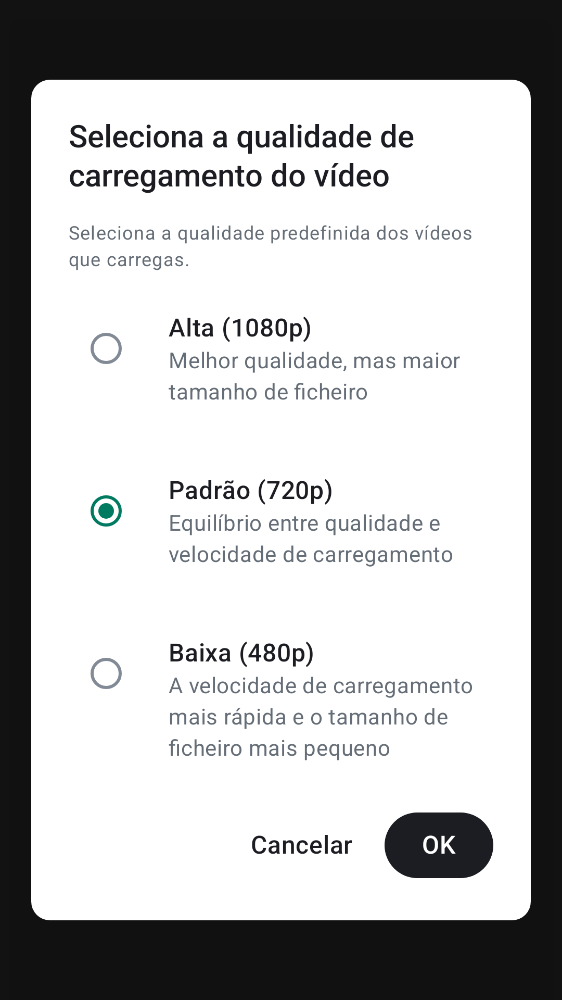 Seleciona a qualidade de
carregamento do vídeo
Seleciona a qualidade predefinida dos vídeos
que carregas.
Alta (1080p)
Melhor qualidade, mas maior
tamanho de ficheiro
Padrão (720p)
Equilíbrio entre qualidade e
velocidade de carregamento
Baixa (480p)
A velocidade de carregamento
mais rápida e o tamanho de
ficheiro mais pequeno
Cancelar
OK